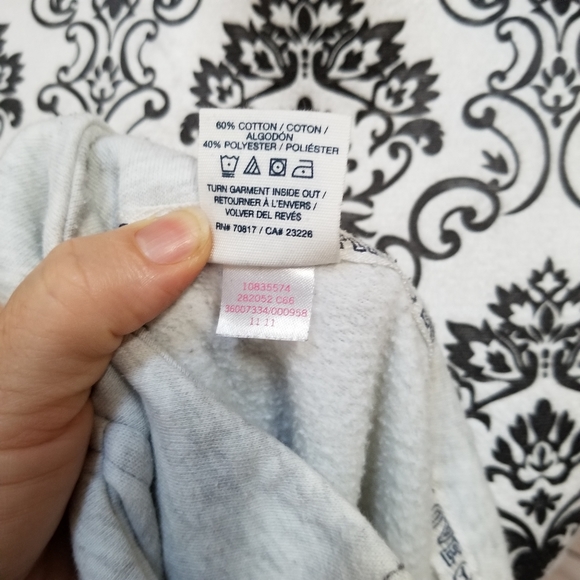 60% COTTON / COTON /
ALGODÓN
40% POLYESTER / POLIÉSTER
TURN GARMENT INSIDE OUT /
RETOURNER À L'ENVERS /
VOLVER DEL REVÉS
RN# 70817 / CA# 23226
10835574
282052 C66
36007334/000958
11 11